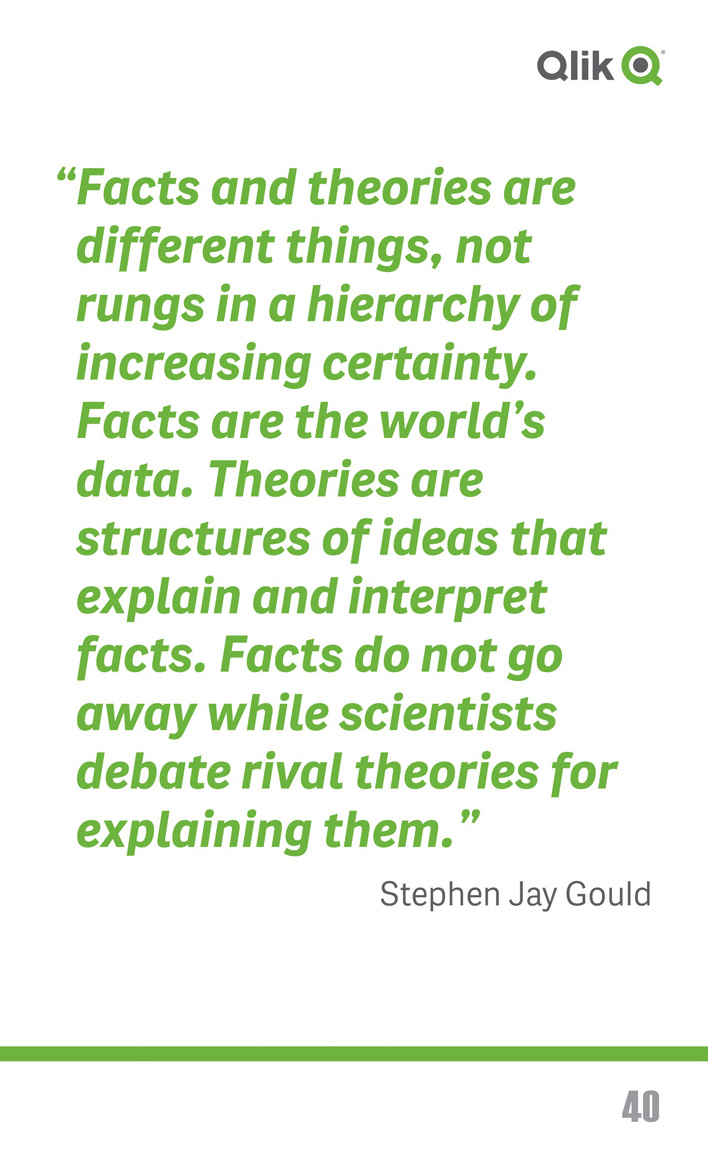 Qlik
“Facts and theories are
different things, not
rungs in a hierarchy of
increasing certainty.
Facts are the world’s
data. Theories are
structures of ideas that
explain and interpret
facts. Facts do not go
away while scientists
debate rival theories for
explaining them.”
Stephen Jay Gould
40